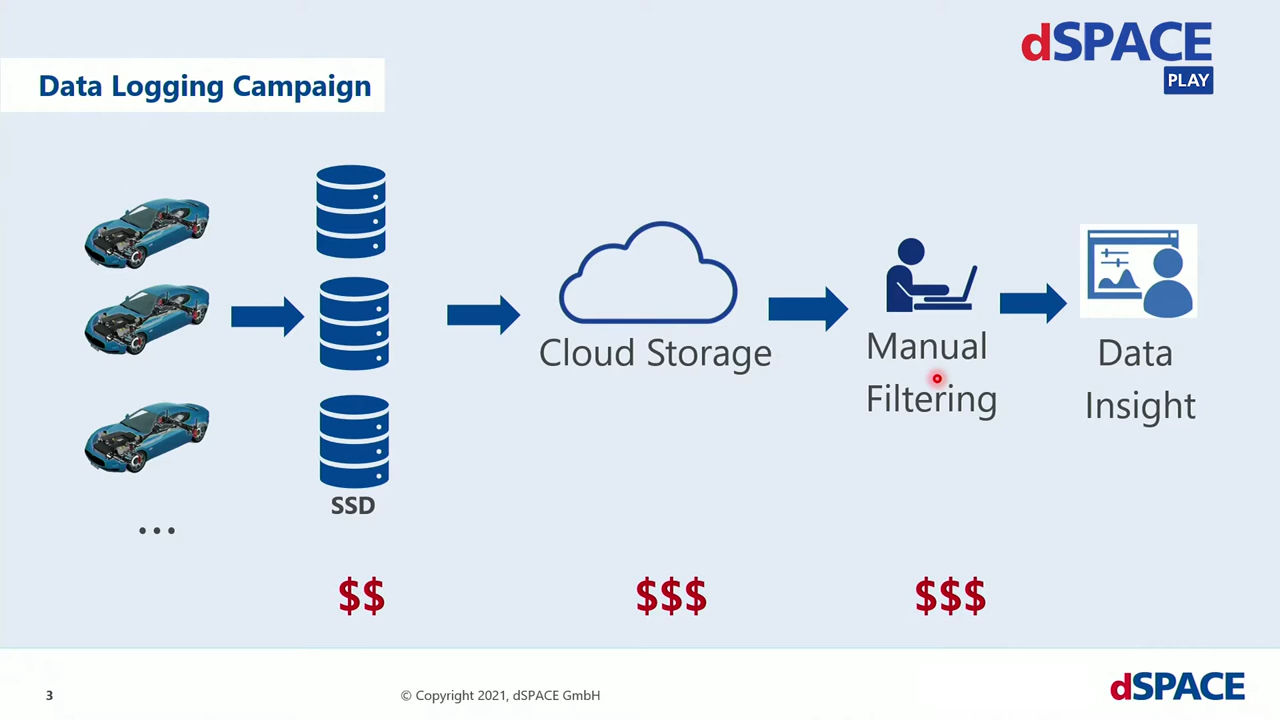 dSPACE
PLAY
Data Logging Campaign
Cloud Storage
Manual
Filtering
Data
Insight
SSD
...
$$
$$$
$$$
3
© Copyright 2021, dSPACE GmbH
dSPACE